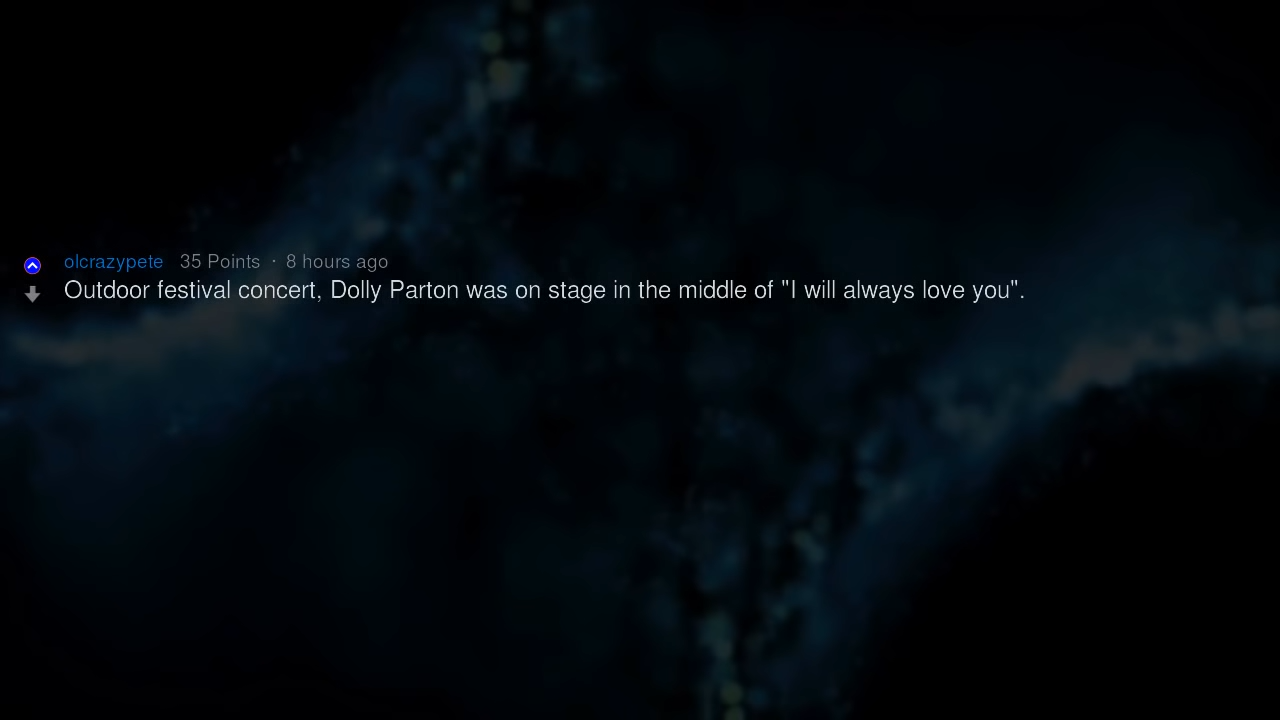 olcrazypete 35 Points · 8 hours ago
Outdoor festival concert, Dolly Parton was on stage in the middle of "I will always love you".